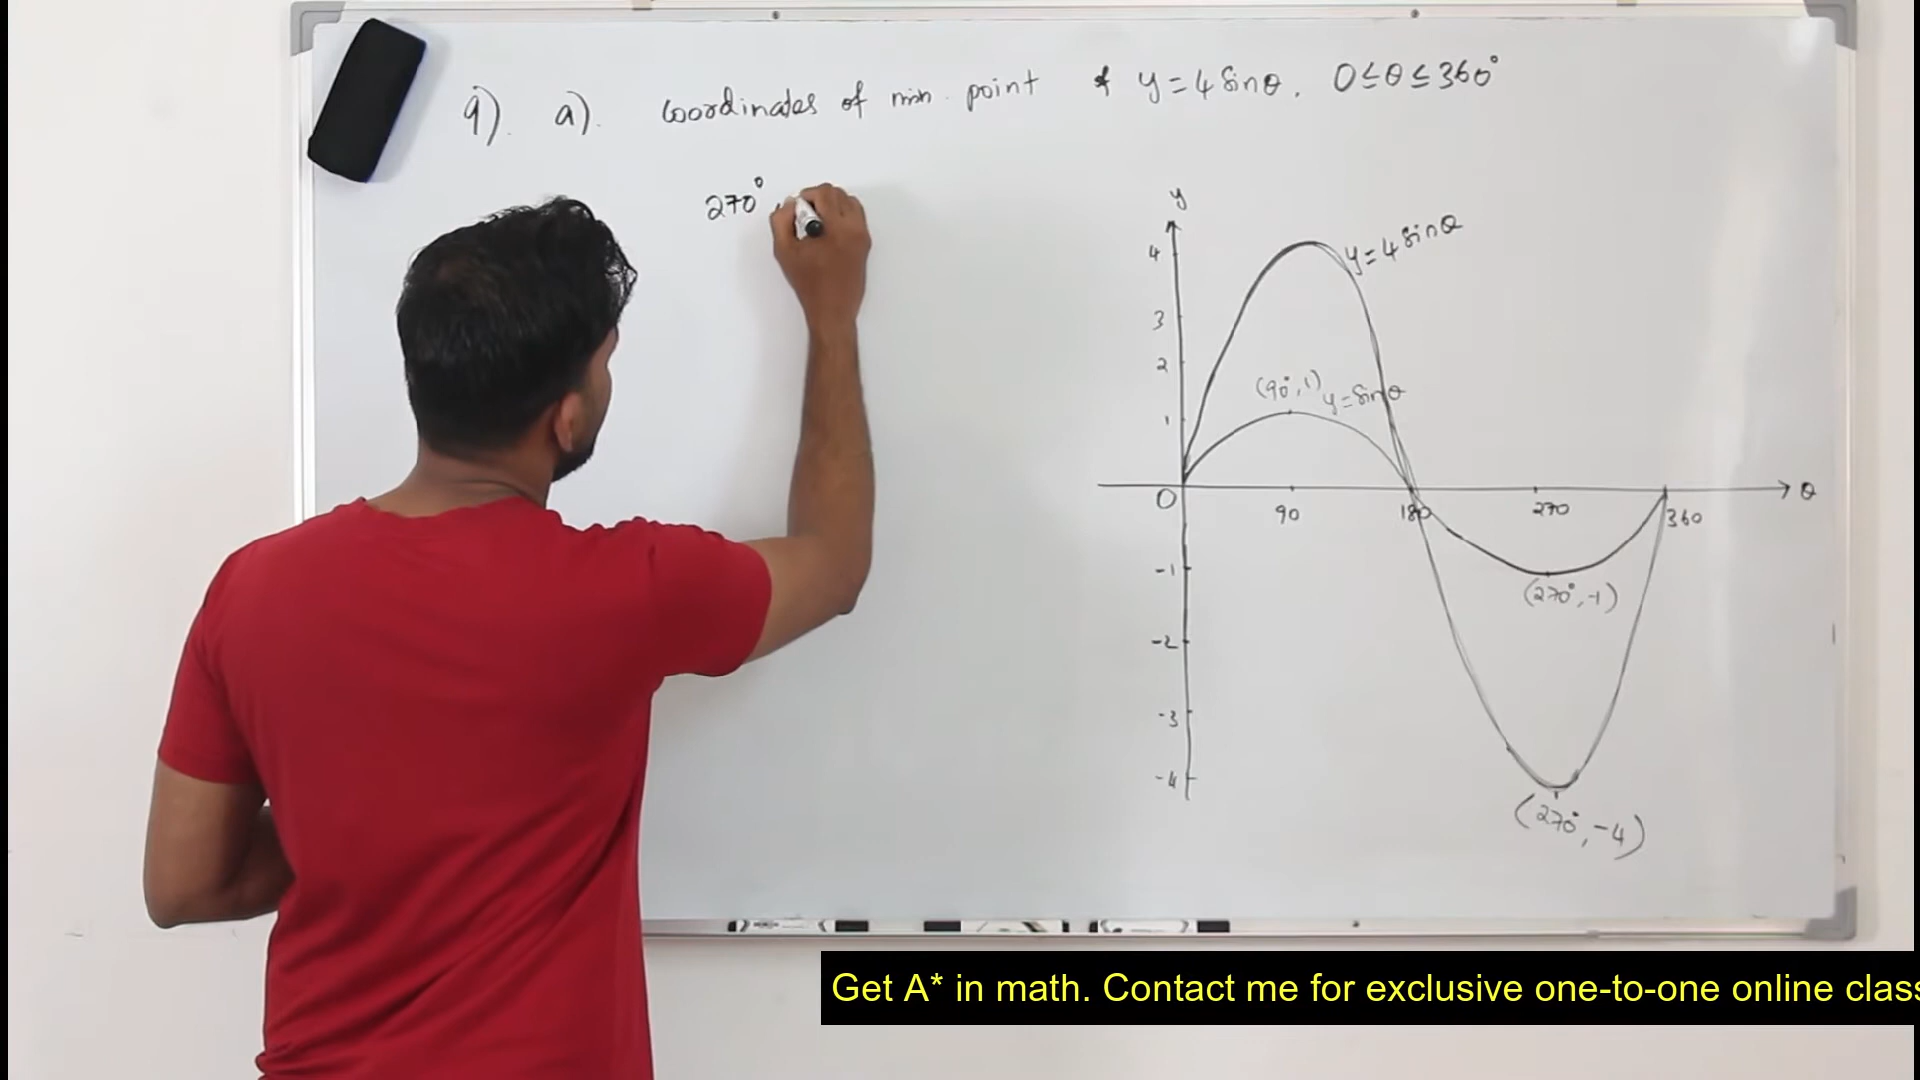 9). a). Coordinates of min. point of y = 4 sinθ, 0 ≤ θ ≤ 360°
270°
y
4
y = 4 sinθ
3
2
(90°, 1) y = sinθ
1
0 90 180 270 360 θ
-1
(270°, -1)
-2
-3
-4
(270°, -4)
Get A* in math. Contact me for exclusive one-to-one online clas